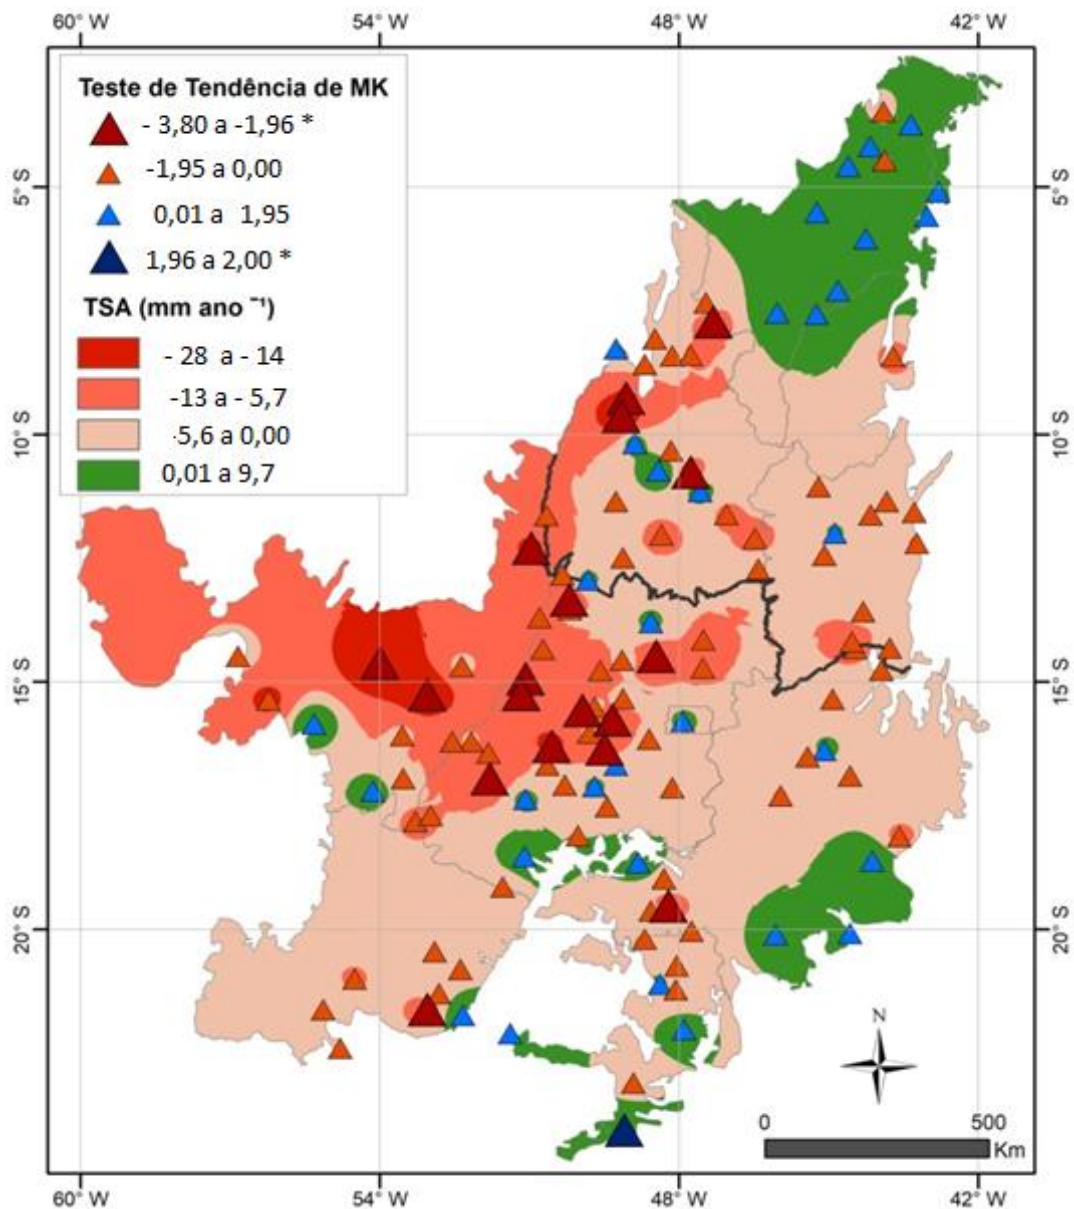 60° W 54° W 48° W 42° W
Teste de Tendência de MK
- 3,80 a -1,96 *
-1,95 a 0,00
0,01 a 1,95
1,96 a 2,00 *
TSA (mm ano ⁻¹)
- 28 a - 14
-13 a - 5,7
-5,6 a 0,00
0,01 a 9,7
5° S 5° S
10° S 10° S
15° S 15° S
20° S 20° S
N
0 500
Km
60° W 54° W 48° W 42° W